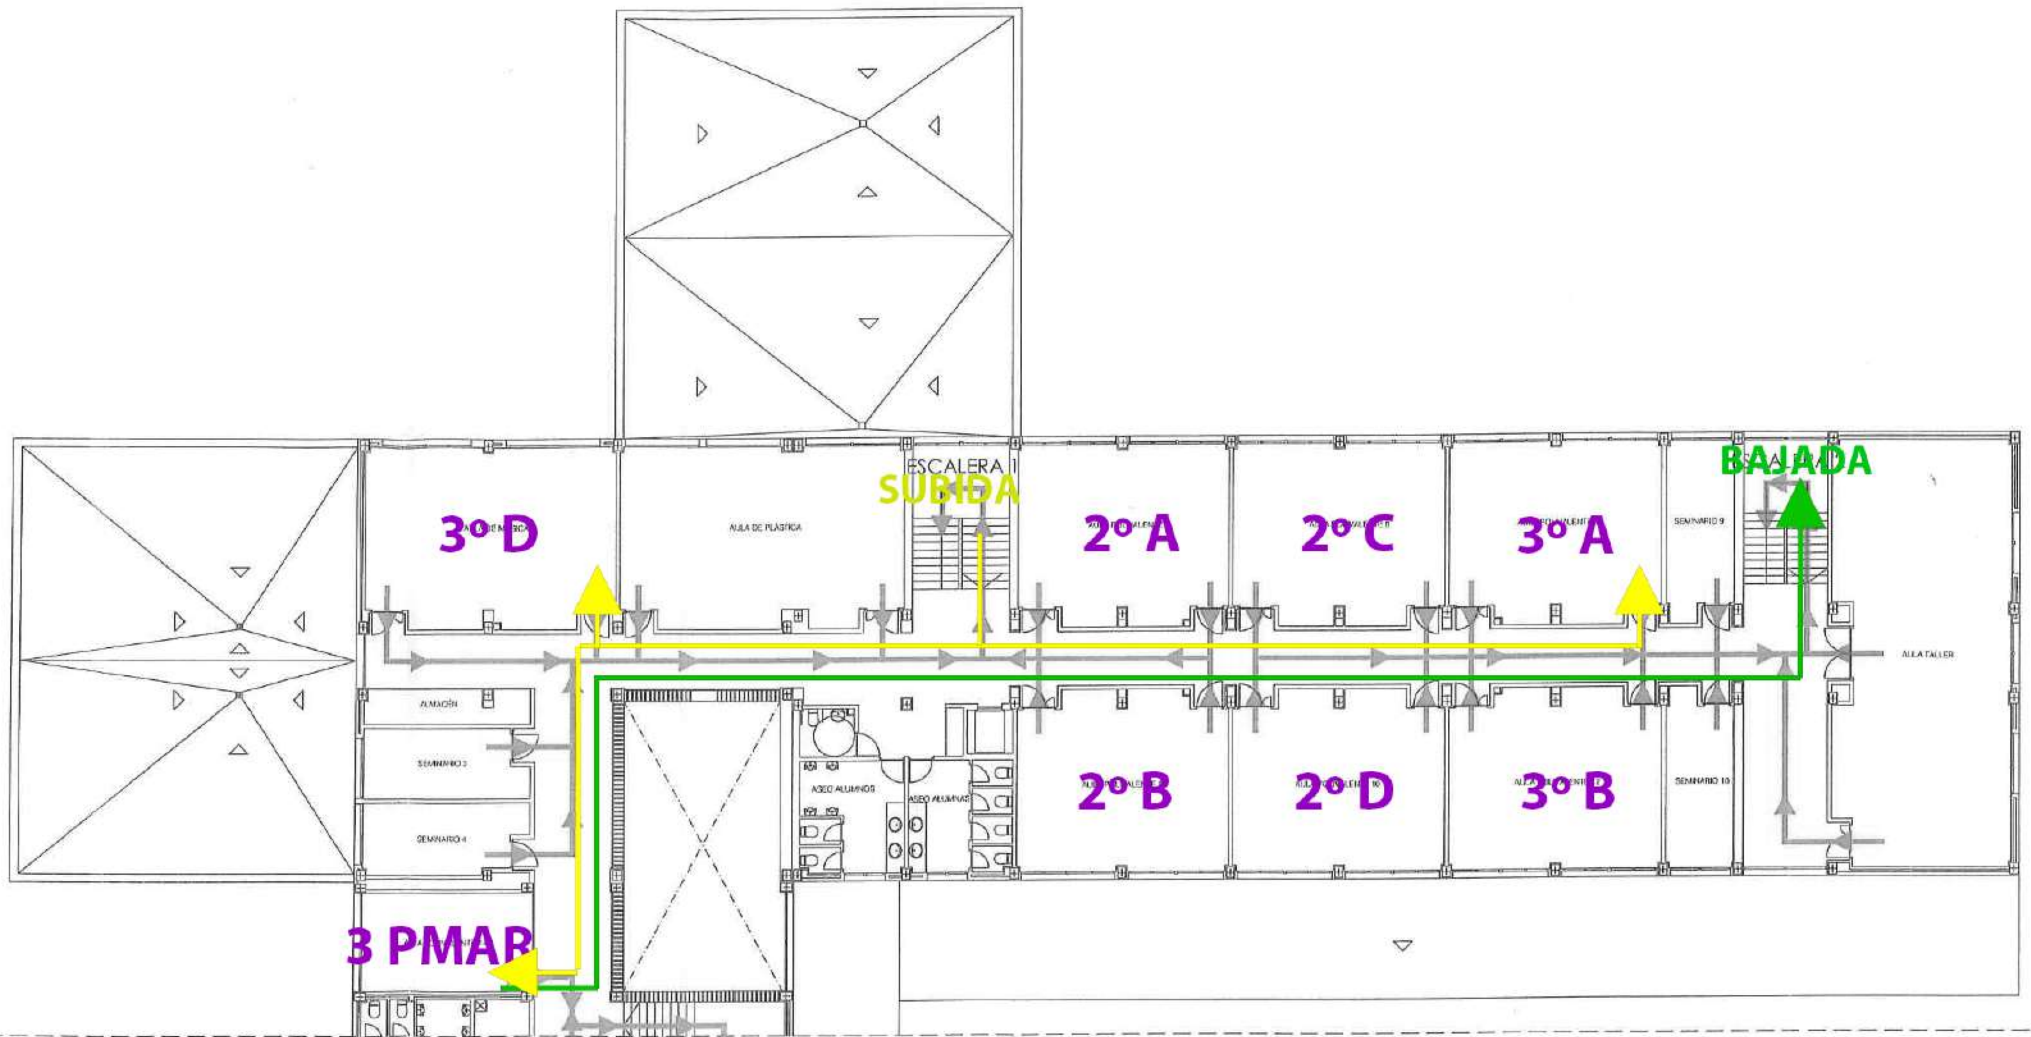 ESCALERA 1
SUBIDA
BAJADA
3º D
AULA DE PLÁSTICA
2º A
2º C
3º A
SEMINARIO 9
AULA TALLER
ALMACÉN
SEMINARIO 3
SEMINARIO 4
ASEO ALUMNOS
ASEO ALUMNAS
2º B
2º D
3º B
SEMINARIO 10
3 PMAR